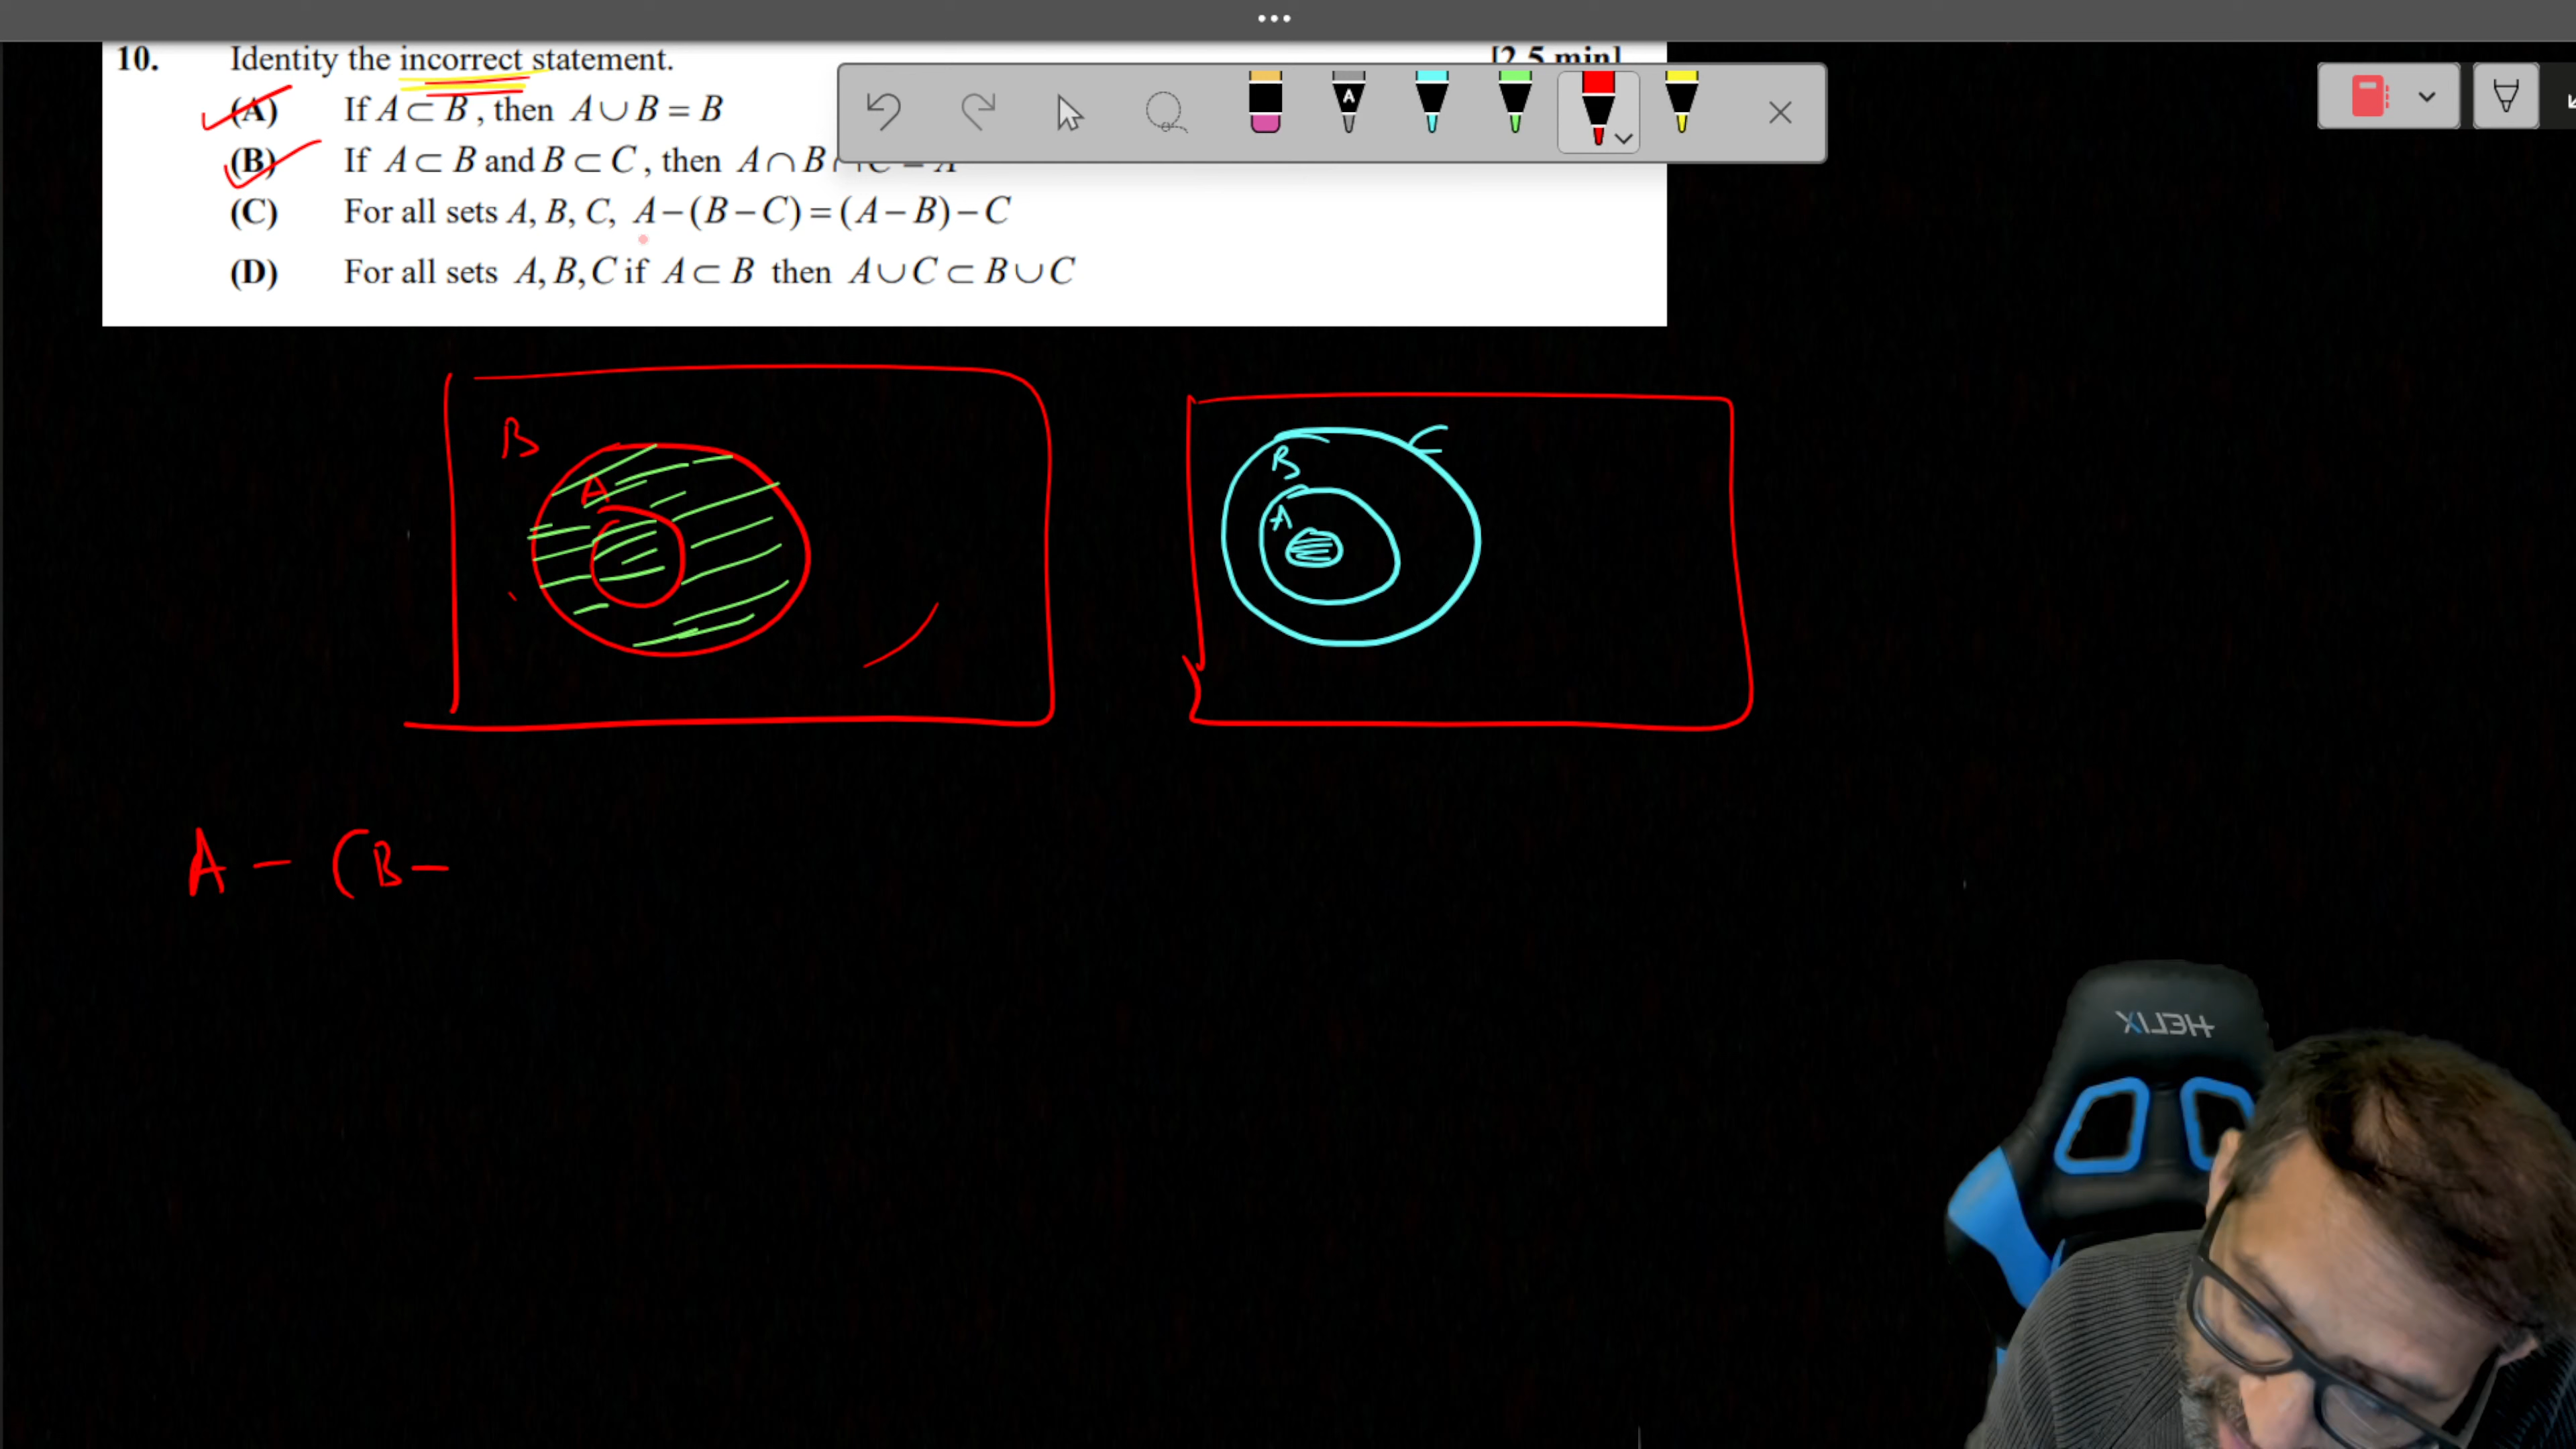 10. Identity the incorrect statement. [2.5 min]
(A) If A ⊂ B , then A ∪ B = B
(B) If A ⊂ B and B ⊂ C , then A ∩ B ∩ C = A
(C) For all sets A, B, C, A − (B − C) = (A − B) − C
(D) For all sets A, B, C if A ⊂ B then A ∪ C ⊂ B ∪ C
A
B
A
C
B
A
A − (B −
HELIX